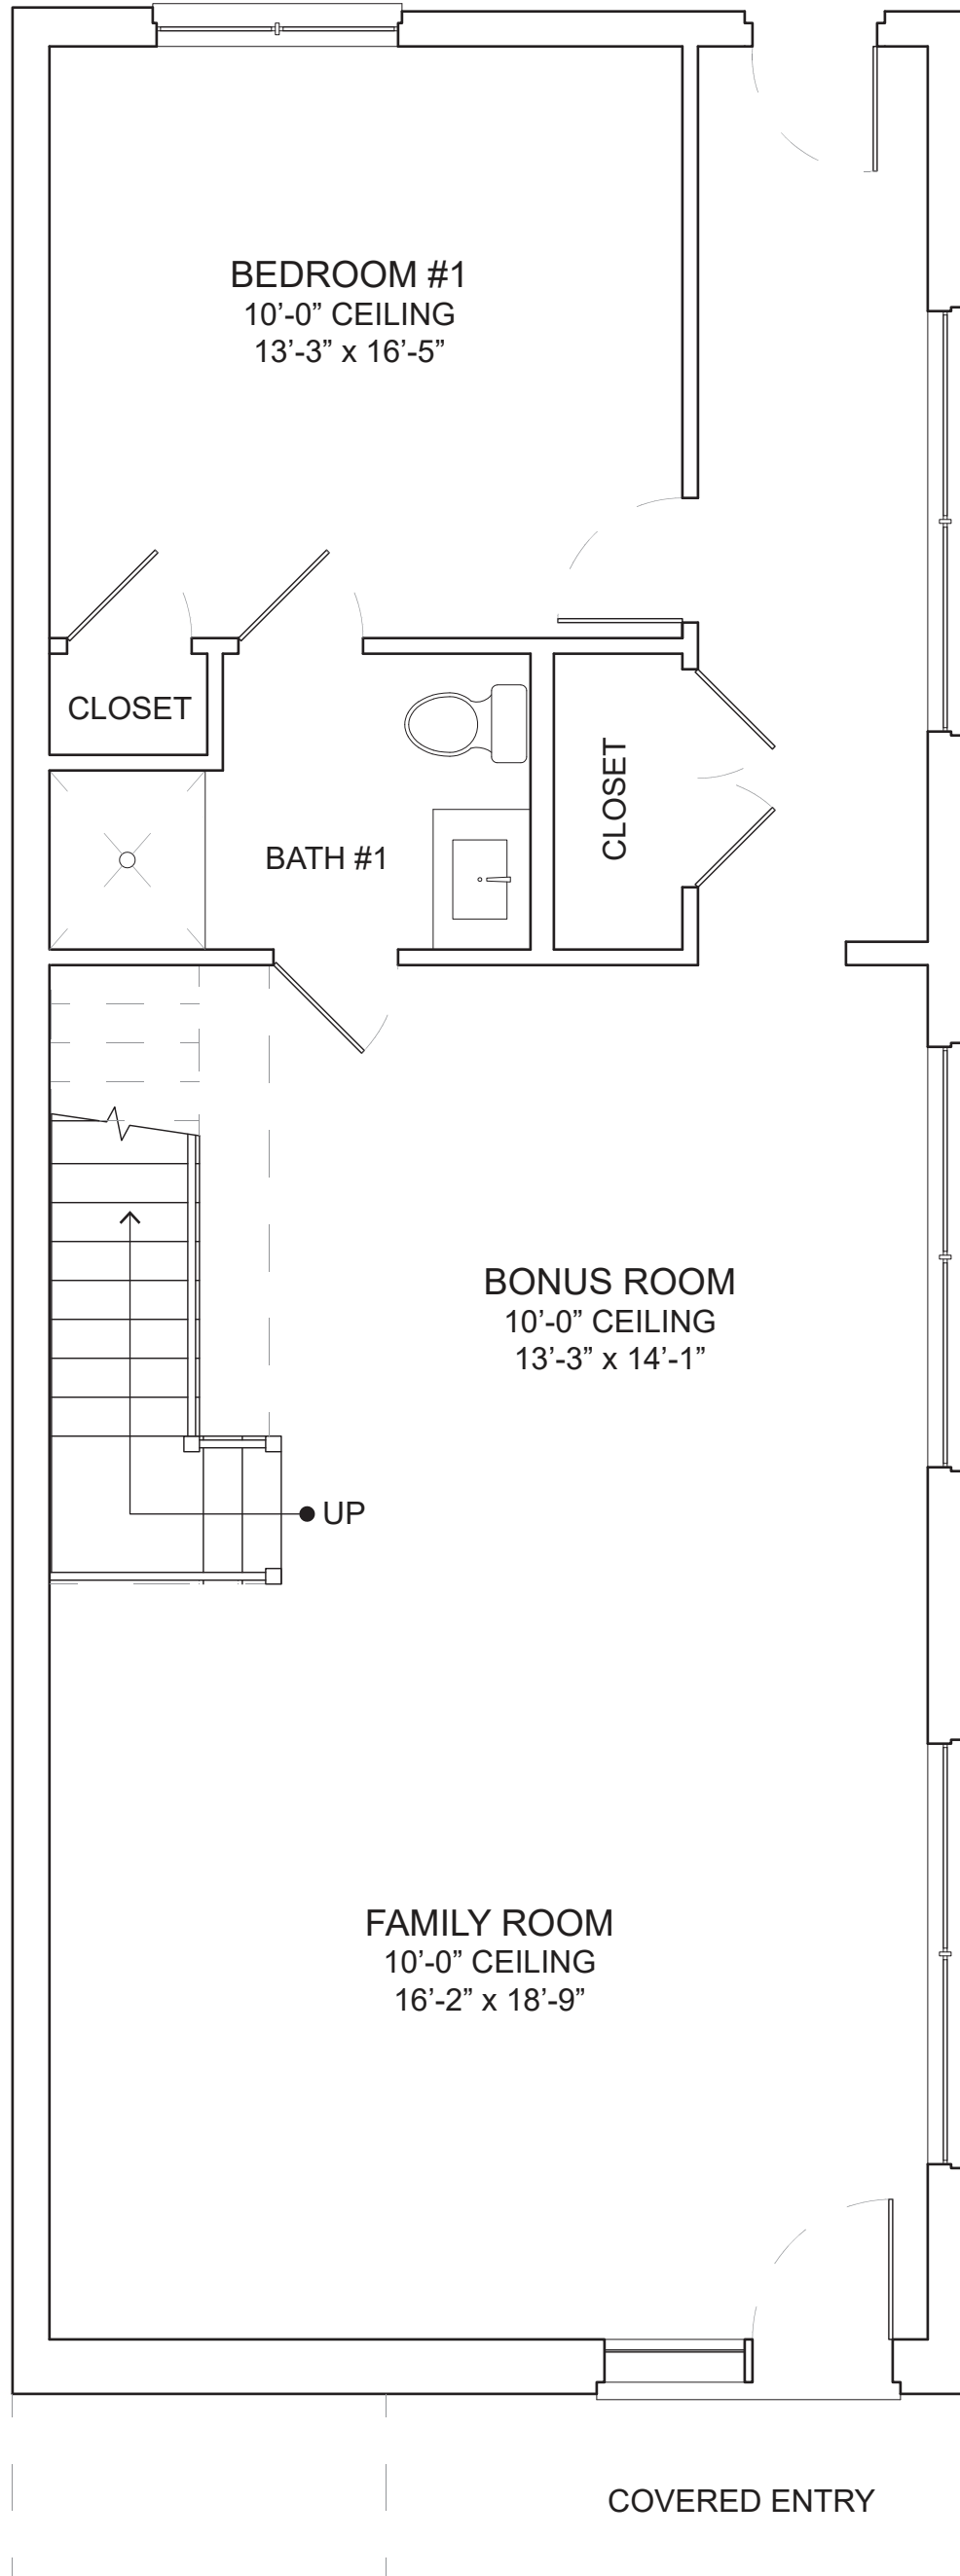 BEDROOM #1
10’-0” CEILING
13’-3” x 16’-5”
CLOSET
CLOSET
BATH #1
BONUS ROOM
10’-0” CEILING
13’-3” x 14’-1”
UP
FAMILY ROOM
10’-0” CEILING
16’-2” x 18’-9”
COVERED ENTRY